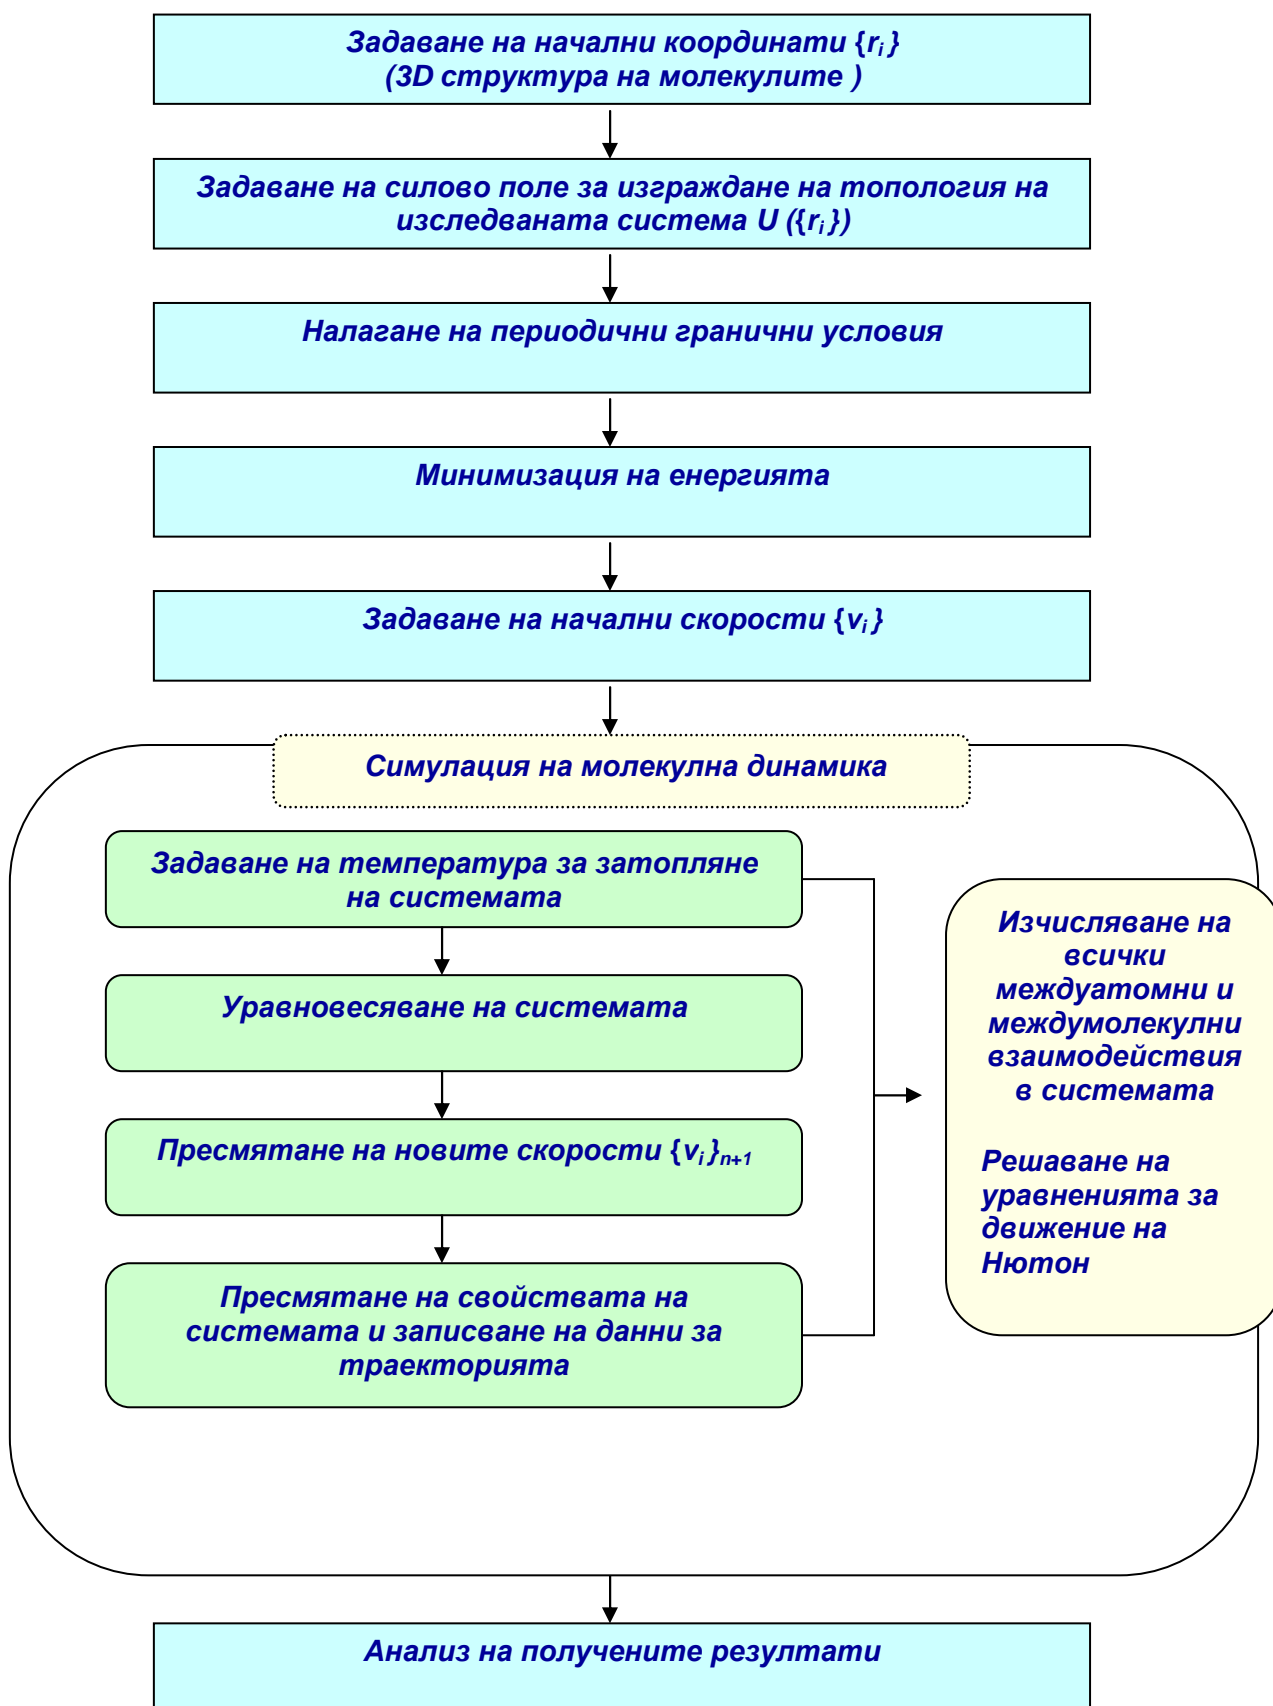 Задаване на начални координати {rᵢ}
(3D структура на молекулите )
Задаване на силово поле за изграждане на топология на
изследваната система U ({rᵢ})
Налагане на периодични гранични условия
Минимизация на енергията
Задаване на начални скорости {vᵢ}
Симулация на молекулна динамика
Задаване на температура за затопляне
на системата
Уравновесяване на системата
Пресмятане на новите скорости {vᵢ}ₙ₊₁
Пресмятане на свойствата на
системата и записване на данни за
траекторията
Изчисляване на
всички
междуатомни и
междумолекулни
взаимодействия
в системата
Решаване на
уравненията за
движение на
Нютон
Анализ на получените резултати